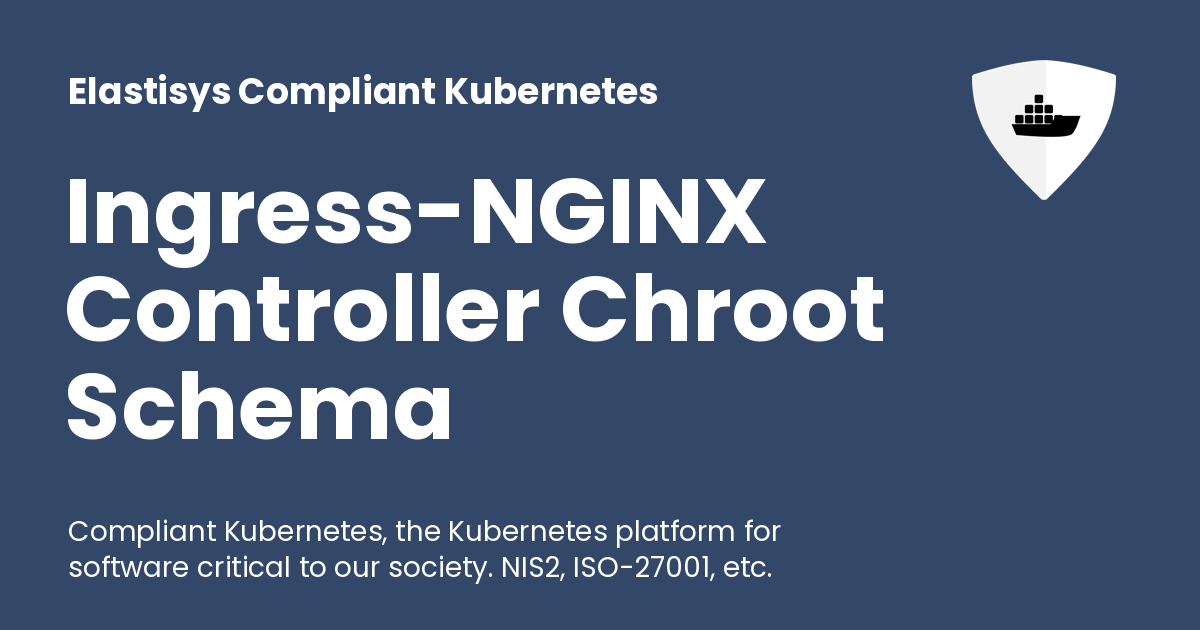 Elastisys Compliant Kubernetes
Ingress-NGINX
Controller Chroot
Schema
Compliant Kubernetes, the Kubernetes platform for
software critical to our society. NIS2, ISO-27001, etc.